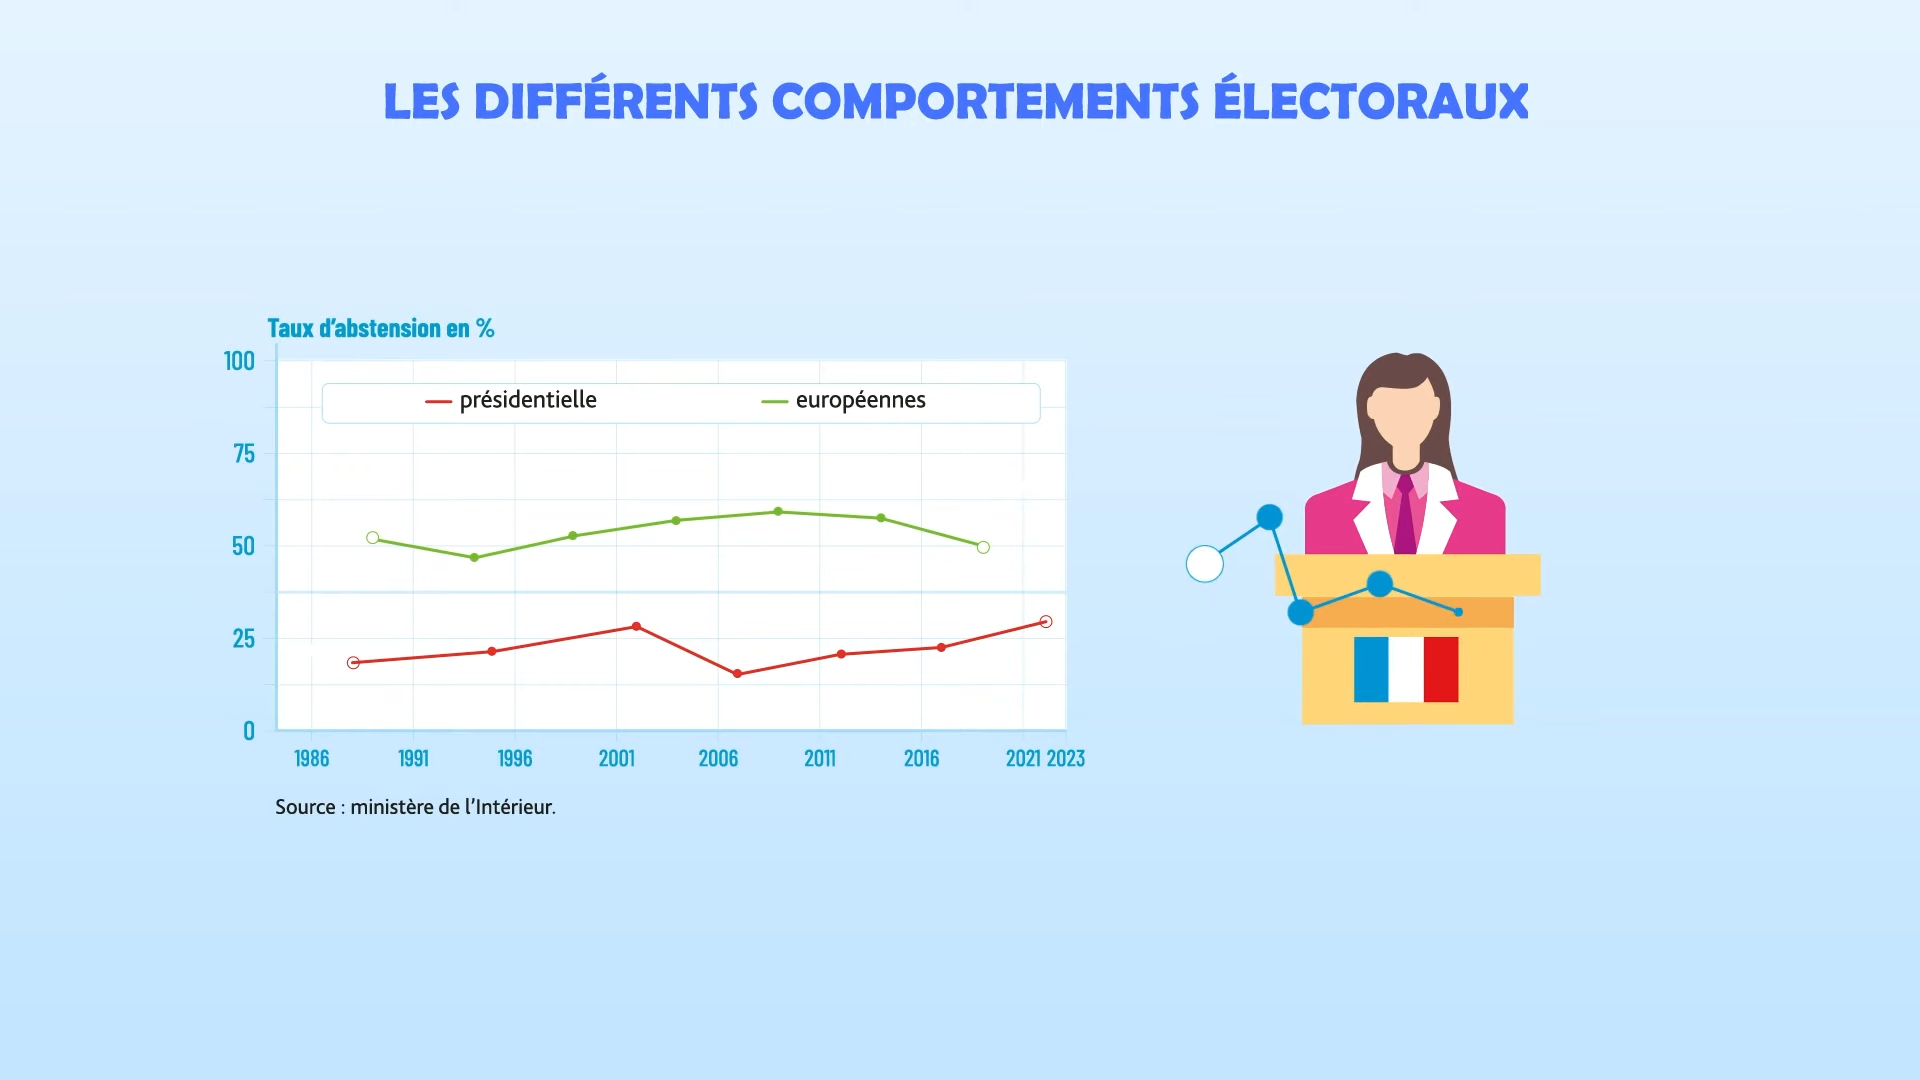 LES DIFFÉRENTS COMPORTEMENTS ÉLECTORAUX
Taux d'abstension en %
100
présidentielle européennes
75
50
25
0
1986 1991 1996 2001 2006 2011 2016 2021 2023
Source : ministère de l'Intérieur.